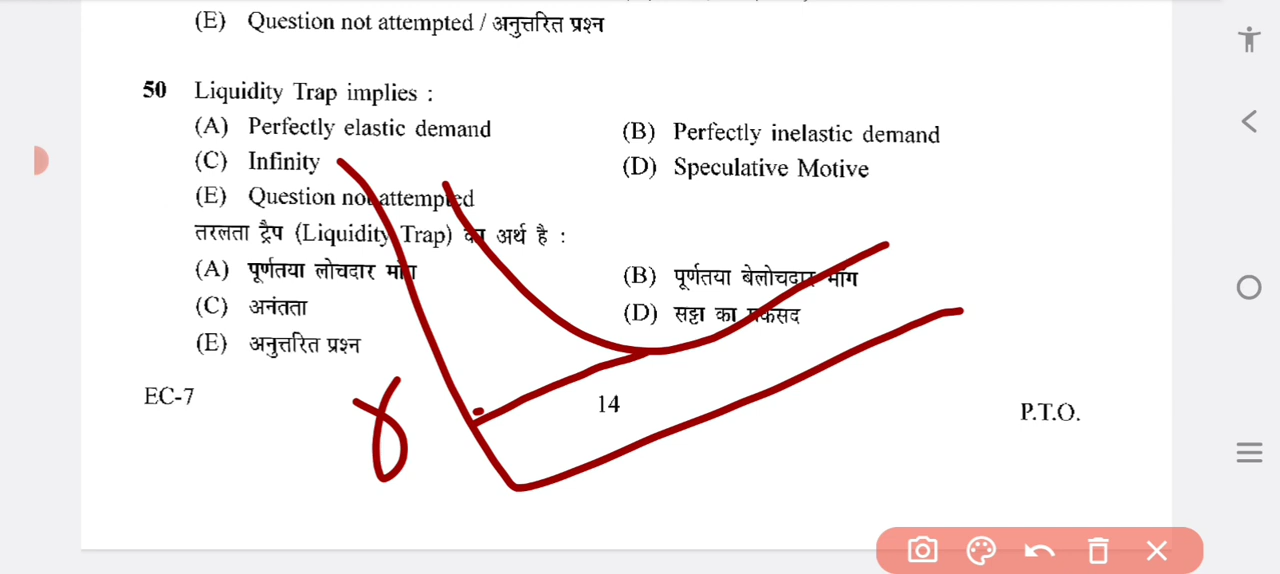 (E) Question not attempted / अनुत्तरित प्रश्न
50 Liquidity Trap implies :
(A) Perfectly elastic demand (B) Perfectly inelastic demand
(C) Infinity (D) Speculative Motive
(E) Question not attempted
तरलता ट्रैप (Liquidity Trap) का अर्थ है :
(A) पूर्णतया लोचदार माँग (B) पूर्णतया बेलोचदार माँग
(C) अनंतता (D) सट्टा का मकसद
(E) अनुत्तरित प्रश्न
EC-7 14 P.T.O.